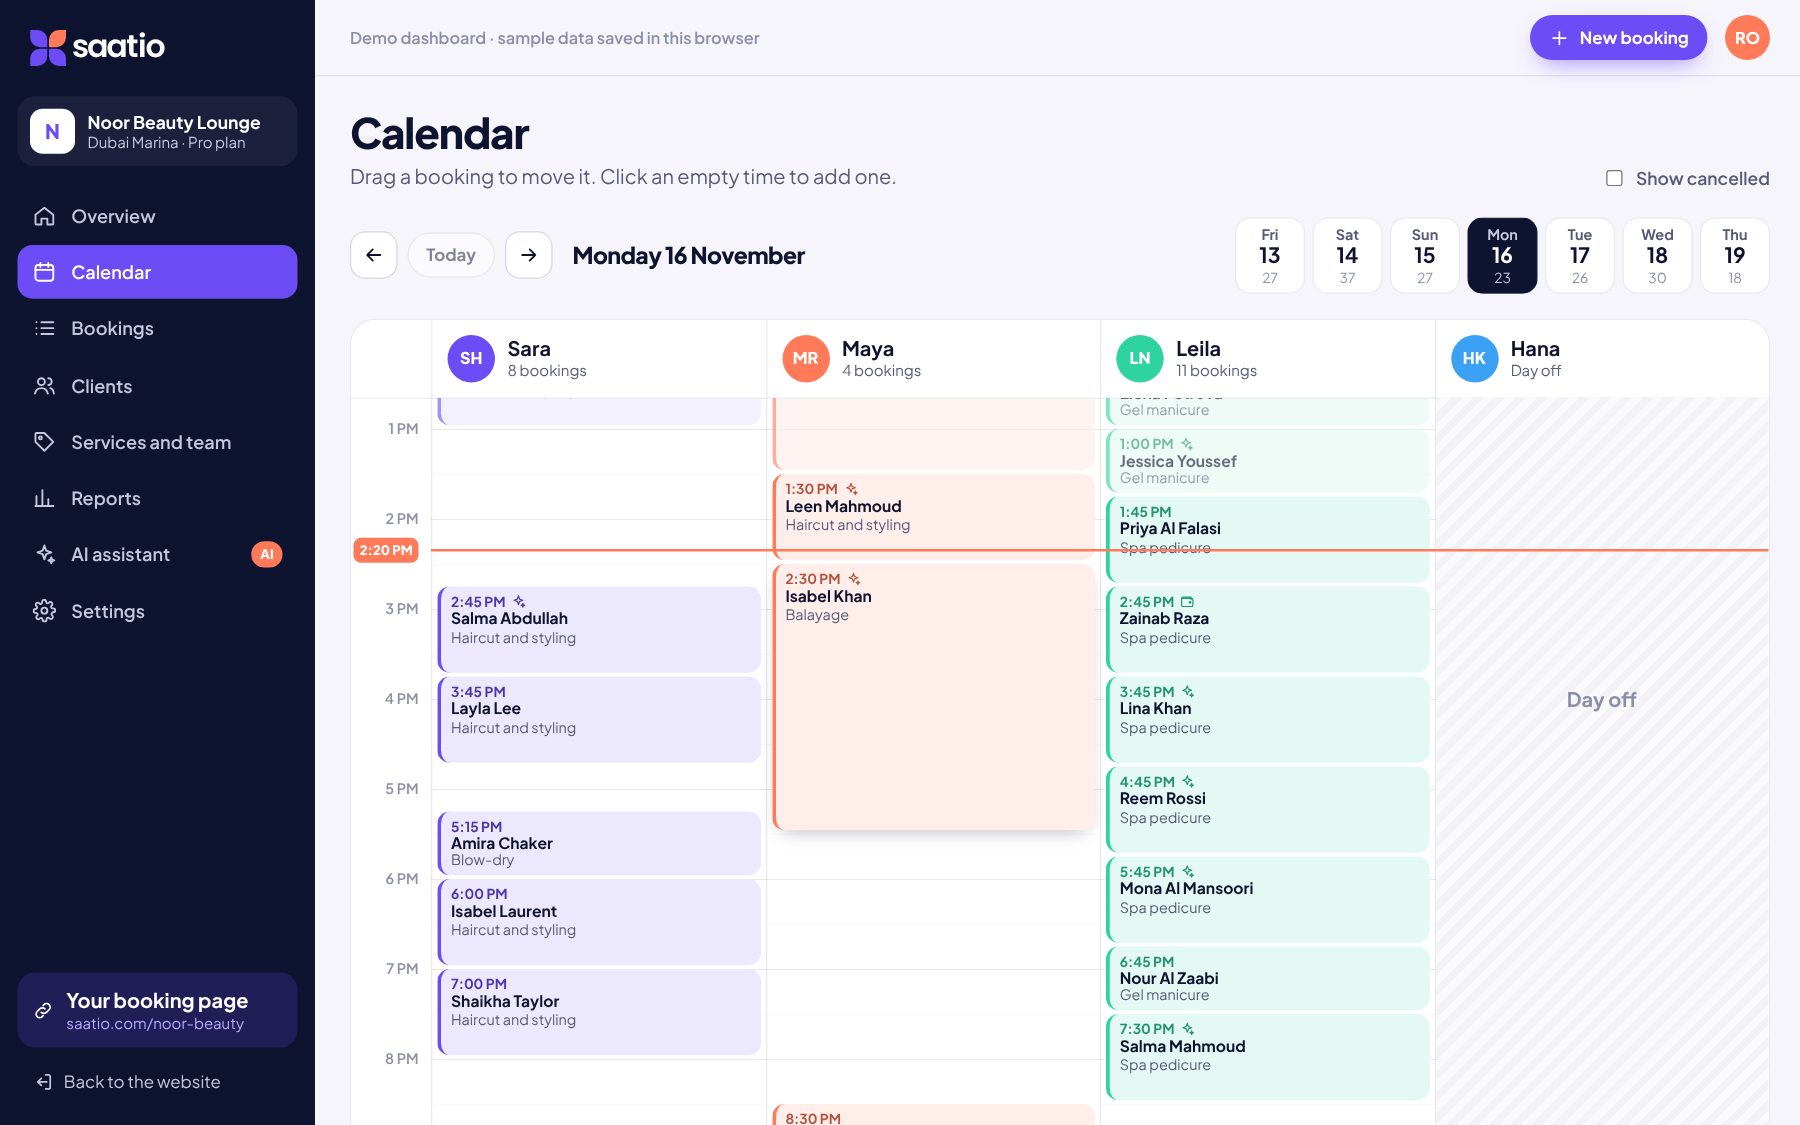 saatio
N
Noor Beauty Lounge
Dubai Marina · Pro plan
Overview
Calendar
Bookings
Clients
Services and team
Reports
AI assistant
AI
Settings
Your booking page
saatio.com/noor-beauty
Back to the website
Demo dashboard · sample data saved in this browser
New booking
RO
Calendar
Drag a booking to move it. Click an empty time to add one.
Show cancelled
Today
Monday 16 November
Fri
13
27
Sat
14
37
Sun
15
27
Mon
16
23
Tue
17
26
Wed
18
30
Thu
19
18
SH
Sara
8 bookings
MR
Maya
4 bookings
LN
Leila
11 bookings
HK
Hana
Day off
1 PM
2 PM
2:20 PM
3 PM
4 PM
5 PM
6 PM
7 PM
8 PM
2:45 PM
Salma Abdullah
Haircut and styling
3:45 PM
Layla Lee
Haircut and styling
5:15 PM
Amira Chaker
Blow-dry
6:00 PM
Isabel Laurent
Haircut and styling
7:00 PM
Shaikha Taylor
Haircut and styling
1:30 PM
Leen Mahmoud
Haircut and styling
2:30 PM
Isabel Khan
Balayage
8:30 PM
Gel manicure
1:00 PM
Jessica Youssef
Gel manicure
1:45 PM
Priya Al Falasi
Spa pedicure
2:45 PM
Zainab Raza
Spa pedicure
3:45 PM
Lina Khan
Spa pedicure
4:45 PM
Reem Rossi
Spa pedicure
5:45 PM
Mona Al Mansoori
Spa pedicure
6:45 PM
Nour Al Zaabi
Gel manicure
7:30 PM
Salma Mahmoud
Spa pedicure
Day off